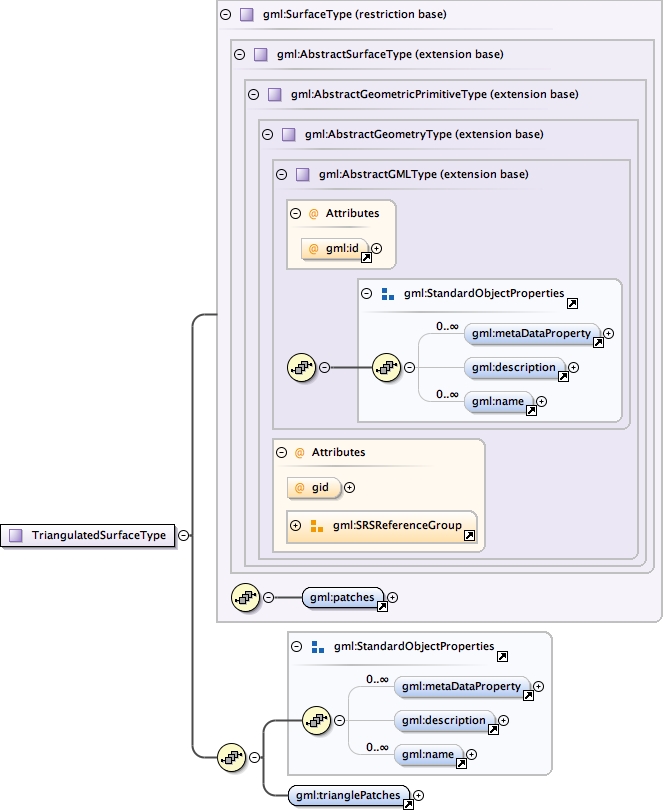 gml:SurfaceType (restriction base)
gml:AbstractSurfaceType (extension base)
gml:AbstractGeometricPrimitiveType (extension base)
gml:AbstractGeometryType (extension base)
gml:AbstractGMLType (extension base)
@ Attributes
@ gml:id
gml:StandardObjectProperties
0..∞
gml:metaDataProperty
gml:description
0..∞
gml:name
@ Attributes
@ gid
gml:SRSReferenceGroup
TriangulatedSurfaceType
gml:patches
gml:StandardObjectProperties
0..∞
gml:metaDataProperty
gml:description
0..∞
gml:name
gml:trianglePatches